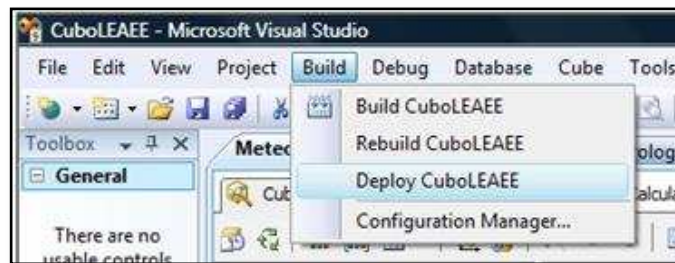 CuboLEAEE - Microsoft Visual Studio
File Edit View Project Build Debug Database Cube Tools
Build CuboLEAEE
Toolbox
Rebuild CuboLEAEE
General
Deploy CuboLEAEE
Configuration Manager...
There are no
usable controls